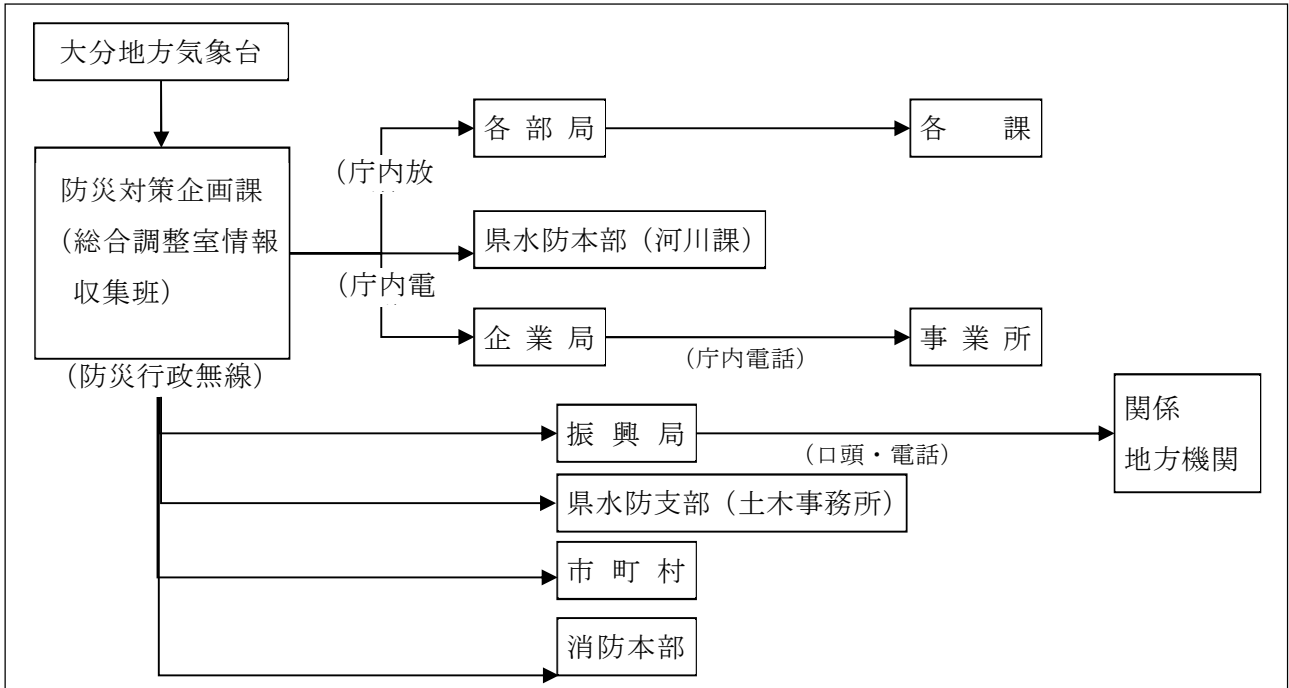 大分地方気象台
各部局
各　課
（庁内放
防災対策企画課
（総合調整室情報
収集班）
県水防本部（河川課）
（庁内電
企業局
（庁内電話）
事業所
（防災行政無線）
振興局
（口頭・電話）
関係
地方機関
県水防支部（土木事務所）
市町村
消防本部